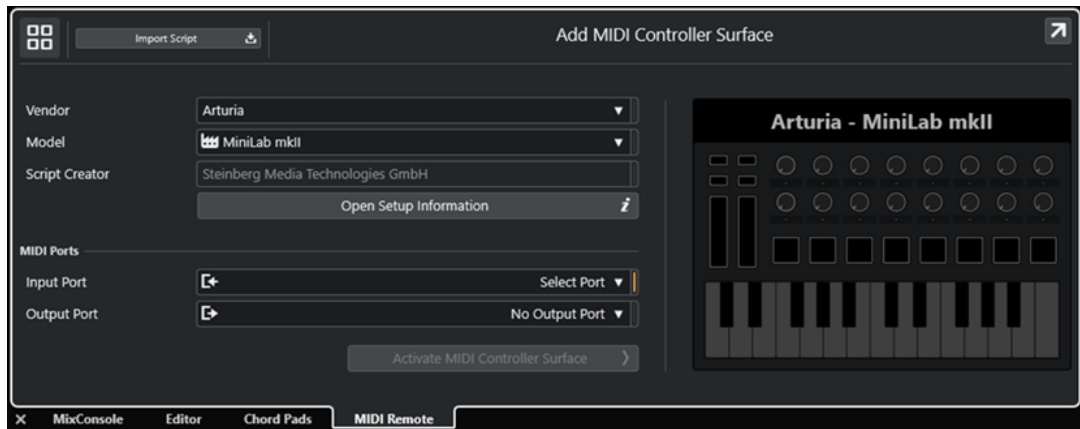 Import Script
Add MIDI Controller Surface
Vendor
Arturia
Model
MiniLab mkII
Script Creator
Steinberg Media Technologies GmbH
Open Setup Information
i
MIDI Ports
Input Port
Select Port
Output Port
No Output Port
Activate MIDI Controller Surface
Arturia - MiniLab mkII
MixConsole
Editor
Chord Pads
MIDI Remote